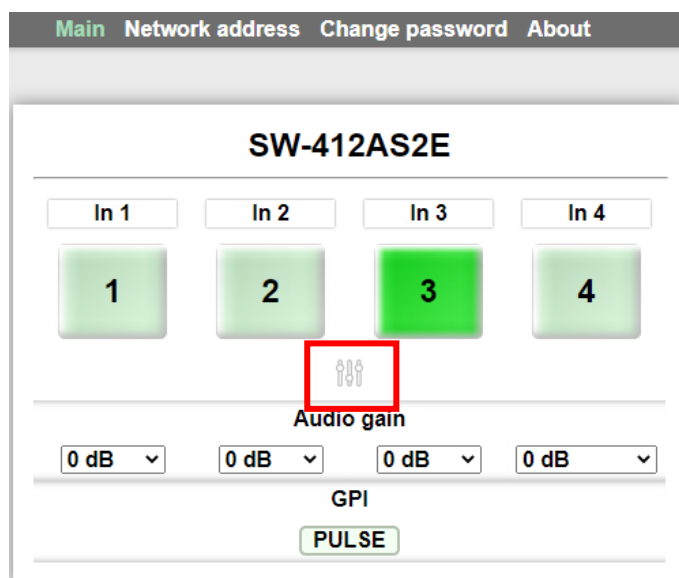 Main Network address Change password About
SW-412AS2E
In 1 In 2 In 3 In 4
1 2 3 4
Audio gain
0 dB 0 dB 0 dB 0 dB
GPI
PULSE